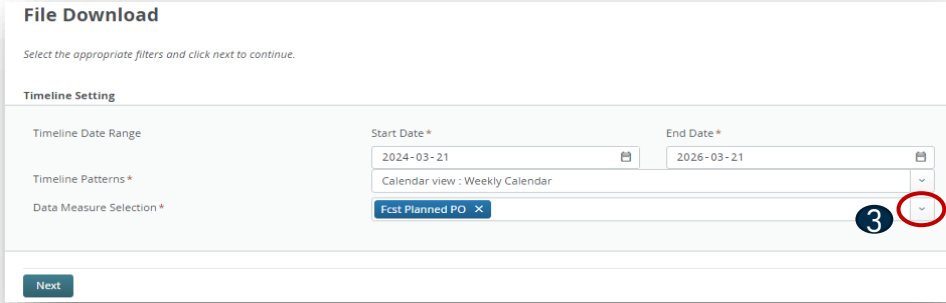 File Download
Select the appropriate filters and click next to continue.
Timeline Setting
Timeline Date Range
Start Date *
End Date *
2024-03-21
2026-03-21
Timeline Patterns *
Calendar view : Weekly Calendar
Data Measure Selection *
Fcst Planned PO ×
3
Next